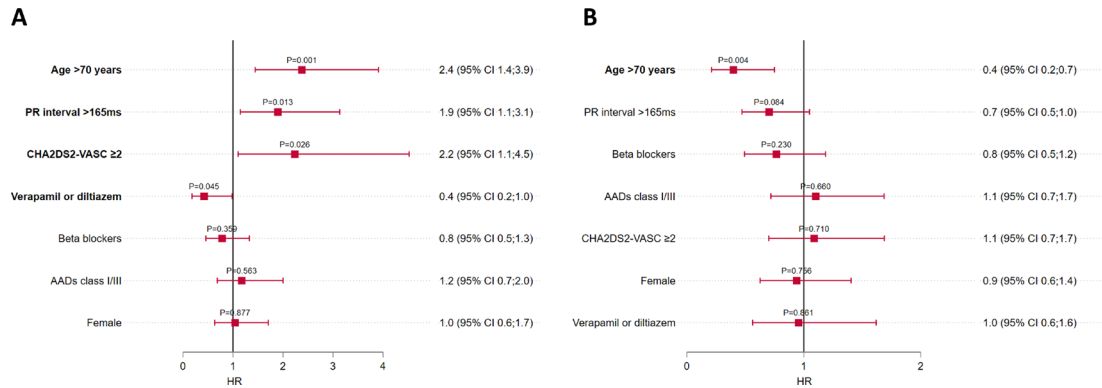 A
P=0.001
Age >70 years 2.4 (95% CI 1.4;3.9)
P=0.013
PR interval >165ms 1.9 (95% CI 1.1;3.1)
P=0.026
CHA2DS2-VASC ≥2 2.2 (95% CI 1.1;4.5)
P=0.045
Verapamil or diltiazem 0.4 (95% CI 0.2;1.0)
P=0.359
Beta blockers 0.8 (95% CI 0.5;1.3)
P=0.563
AADs class I/III 1.2 (95% CI 0.7;2.0)
P=0.877
Female 1.0 (95% CI 0.6;1.7)
0 1 2 3 4
HR
B
P=0.004
Age >70 years 0.4 (95% CI 0.2;0.7)
P=0.084
PR interval >165ms 0.7 (95% CI 0.5;1.0)
P=0.230
Beta blockers 0.8 (95% CI 0.5;1.2)
P=0.660
AADs class I/III 1.1 (95% CI 0.7;1.7)
P=0.710
CHA2DS2-VASC ≥2 1.1 (95% CI 0.7;1.7)
P=0.766
Female 0.9 (95% CI 0.6;1.4)
P=0.861
Verapamil or diltiazem 1.0 (95% CI 0.6;1.6)
0 1 2
HR